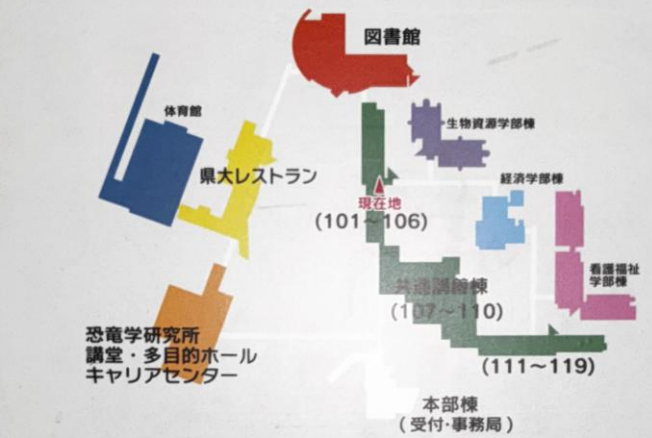 図書館
体育館
生物資源学部棟
県大レストラン
経済学部棟
現在地
(101～106)
看護福祉
学部棟
共通講義棟
(107～110)
恐竜学研究所
講堂・多目的ホール
キャリアセンター
(111～119)
本部棟
(受付・事務局)